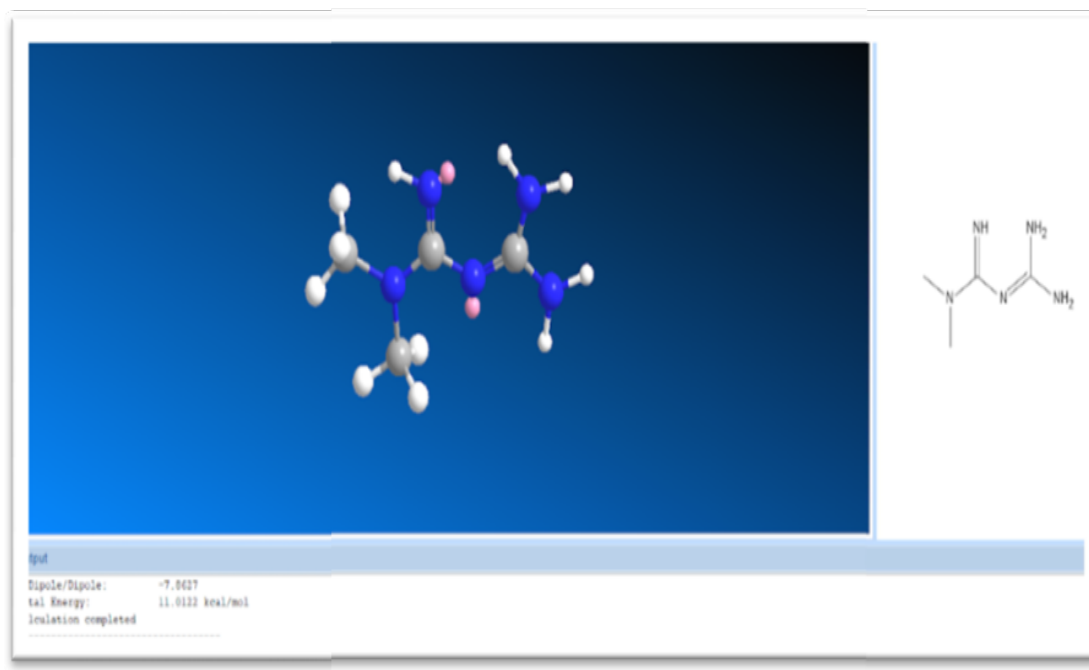 NH
NH2
N
N
NH2
tput
Dipole/Dipole: -7.0627
tal Energy: 11.0122 kcal/mol
lculation completed